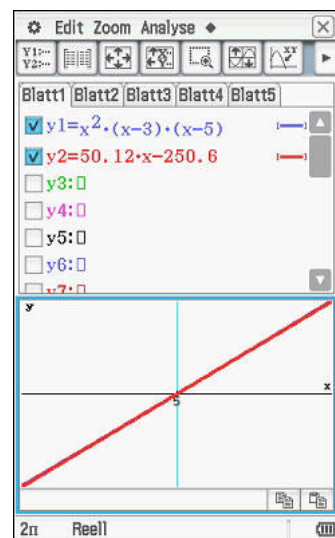 Edit Zoom Analyse
Y1:... Y2:...
Blatt1 Blatt2 Blatt3 Blatt4 Blatt5
y1=x²·(x−3)·(x−5)
y2=50.12·x−250.6
y3:▯
y4:▯
y5:▯
y6:▯
y7:▯
y
x
5
2π Reell